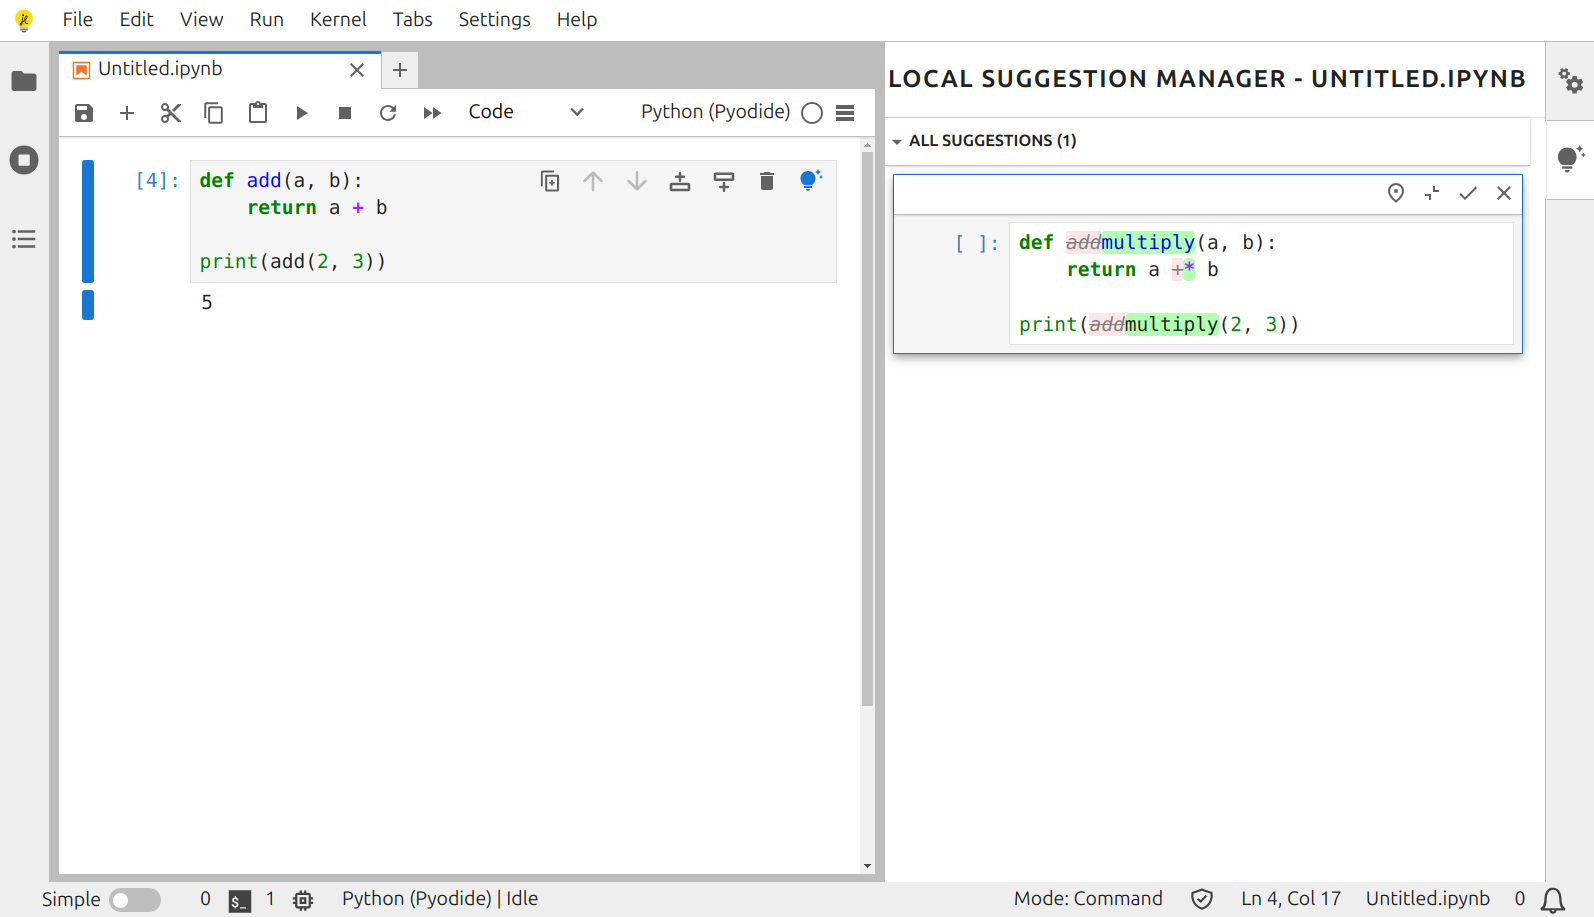 File Edit View Run Kernel Tabs Settings Help
Untitled.ipynb
Code
Python (Pyodide)
[4]:
def add(a, b):
    return a + b
print(add(2, 3))
5
LOCAL SUGGESTION MANAGER - UNTITLED.IPYNB
ALL SUGGESTIONS (1)
[ ]:
def addmultiply(a, b):
    return a +* b
print(addmultiply(2, 3))
Simple 0 $_ 1 Python (Pyodide) | Idle Mode: Command Ln 4, Col 17 Untitled.ipynb 0